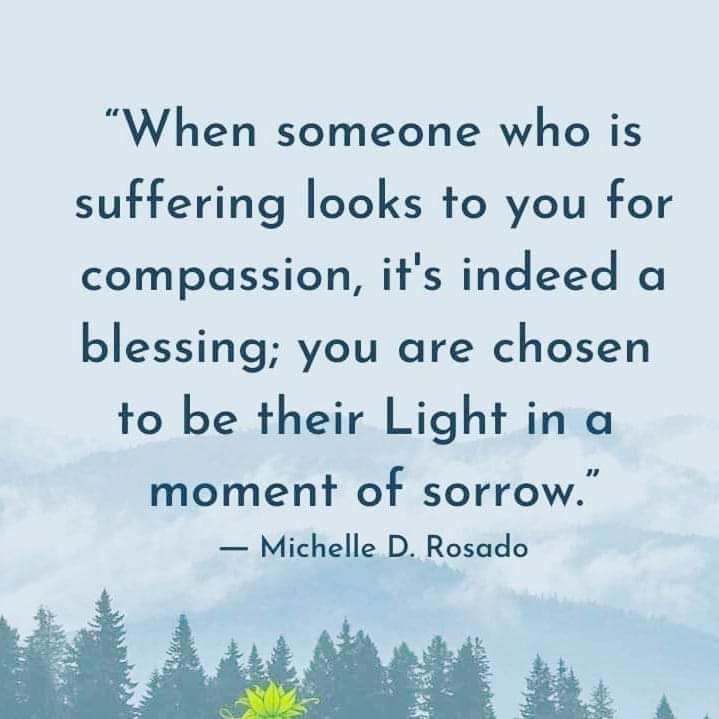 “When someone who is
suffering looks to you for
compassion, it's indeed a
blessing; you are chosen
to be their Light in a
moment of sorrow.”
— Michelle D. Rosado